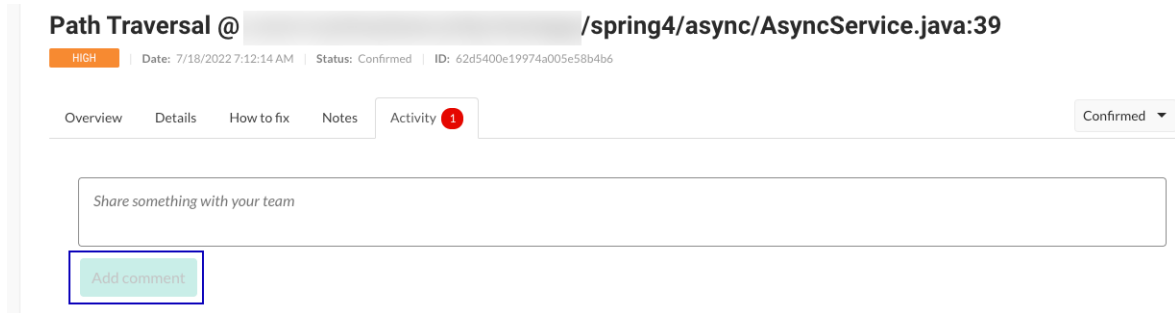 Path Traversal @ /spring4/async/AsyncService.java:39
HIGH Date: 7/18/2022 7:12:14 AM Status: Confirmed ID: 62d5400e19974a005e58b4b6
Overview Details How to fix Notes Activity 1 Confirmed
Share something with your team
Add comment